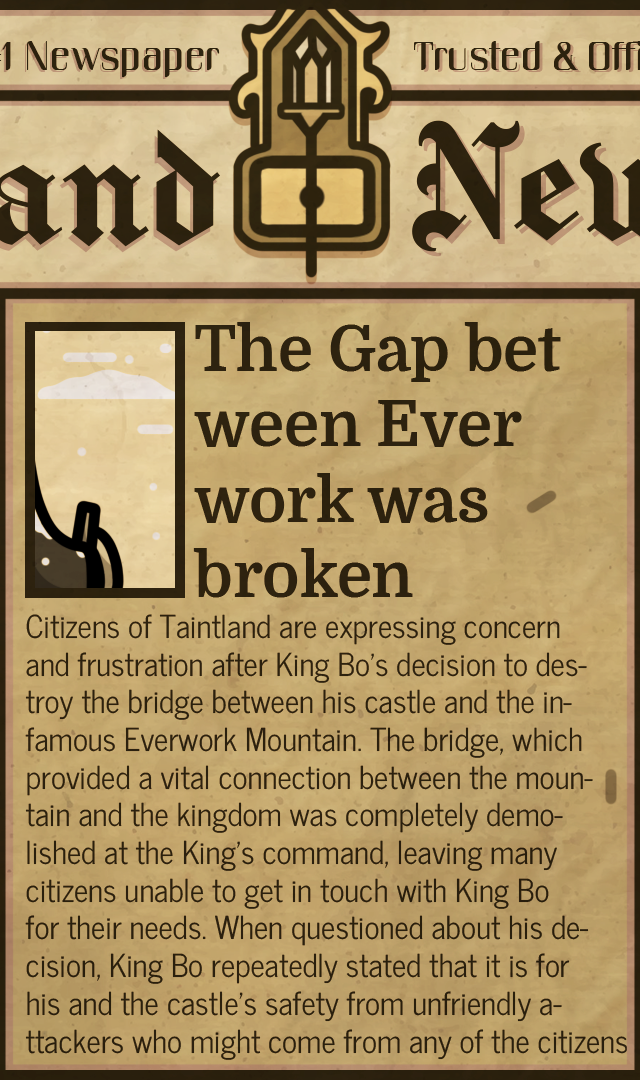 Newspaper
Trusted &
and
The Gap bet
ween Ever
work was
broken
Citizens of Taintland are expressing concern
and frustration after King Bo's decision to des-
troy the bridge between his castle and the in-
famous Everwork Mountain. The bridge, which
provided a vital connection between the moun-
tain and the kingdom was completely demo-
lished at the King's command, leaving many
citizens unable to get in touch with King Bo
for their needs. When questioned about his de-
cision, King Bo repeatedly stated that it is for
his and the castle's safety from unfriendly a-
ttackers who might come from any of the citizens